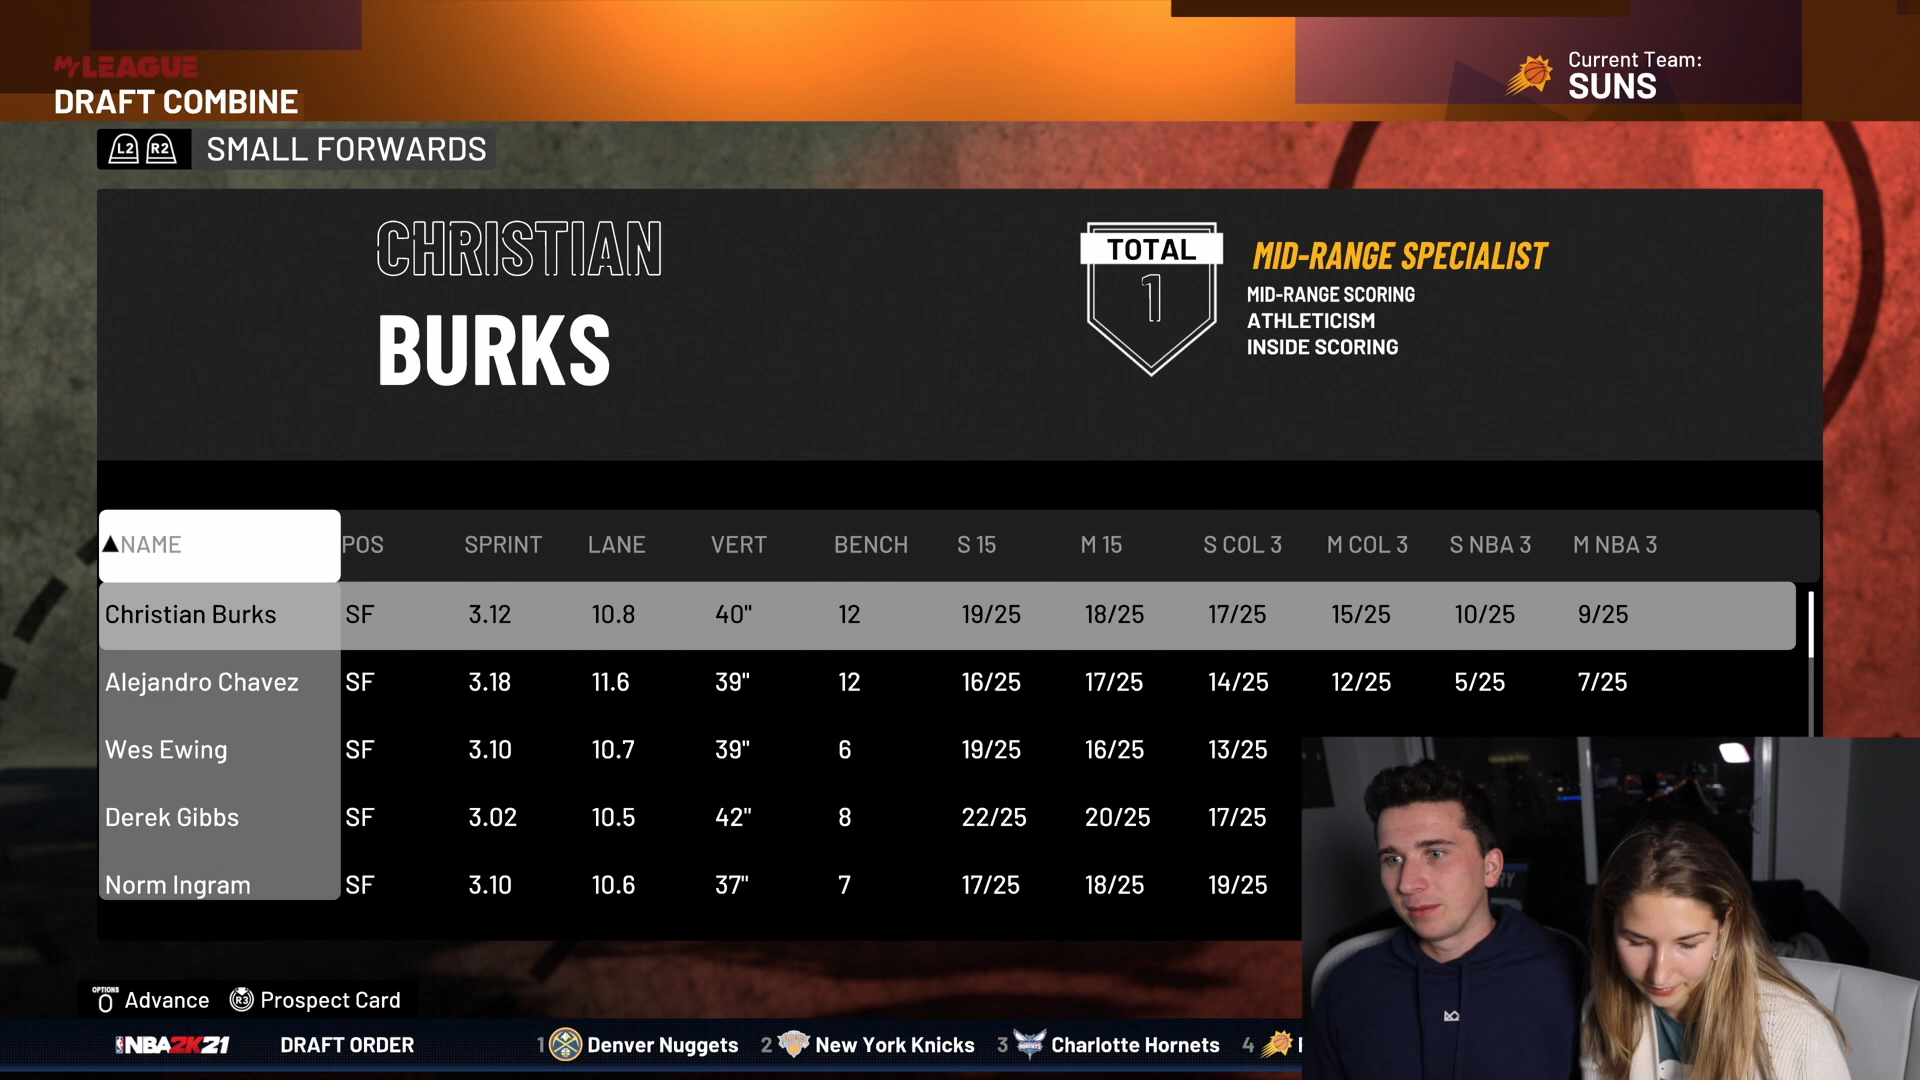 MyLEAGUE
DRAFT COMBINE
Current Team:
SUNS
L2 R2 SMALL FORWARDS
CHRISTIAN
BURKS
TOTAL
1
MID-RANGE SPECIALIST
MID-RANGE SCORING
ATHLETICISM
INSIDE SCORING
NAME POS SPRINT LANE VERT BENCH S 15 M 15 S COL 3 M COL 3 S NBA 3 M NBA 3
Christian Burks SF 3.12 10.8 40" 12 19/25 18/25 17/25 15/25 10/25 9/25
Alejandro Chavez SF 3.18 11.6 39" 12 16/25 17/25 14/25 12/25 5/25 7/25
Wes Ewing SF 3.10 10.7 39" 6 19/25 16/25 13/25
Derek Gibbs SF 3.02 10.5 42" 8 22/25 20/25 17/25
Norm Ingram SF 3.10 10.6 37" 7 17/25 18/25 19/25
OPTIONS Advance R3 Prospect Card
NBA2K21 DRAFT ORDER 1 Denver Nuggets 2 New York Knicks 3 Charlotte Hornets 4